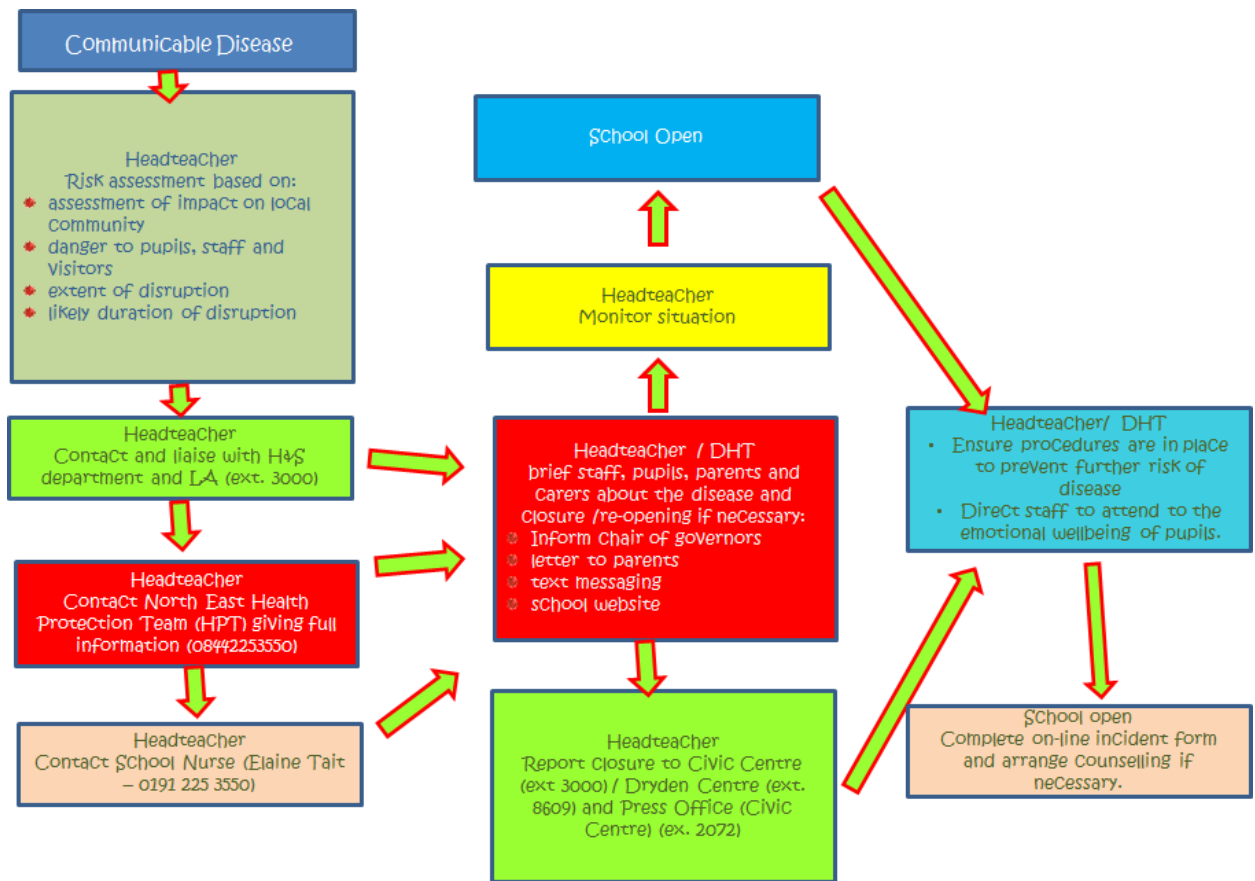 Communicable Disease
Headteacher
Risk assessment based on:
assessment of impact on local
community
danger to pupils, staff and
visitors
extent of disruption
likely duration of disruption
Headteacher
Contact and liaise with H&S
department and LA (ext. 3000)
Headteacher
Contact North East Health
Protection Team (HPT) giving full
information (08442253550)
Headteacher
Contact School Nurse (Elaine Tait
– 0191 225 3550)
School Open
Headteacher
Monitor situation
Headteacher / DHT
brief staff, pupils, parents and
carers about the disease and
closure /re-opening if necessary:
Inform chair of governors
letter to parents
text messaging
school website
Headteacher
Report closure to Civic Centre
(ext 3000) / Dryden Centre (ext.
8609) and Press Office (Civic
Centre) (ex. 2072)
Headteacher/ DHT
• Ensure procedures are in place
to prevent further risk of
disease
• Direct staff to attend to the
emotional wellbeing of pupils.
School open
Complete on-line incident form
and arrange counselling if
necessary.